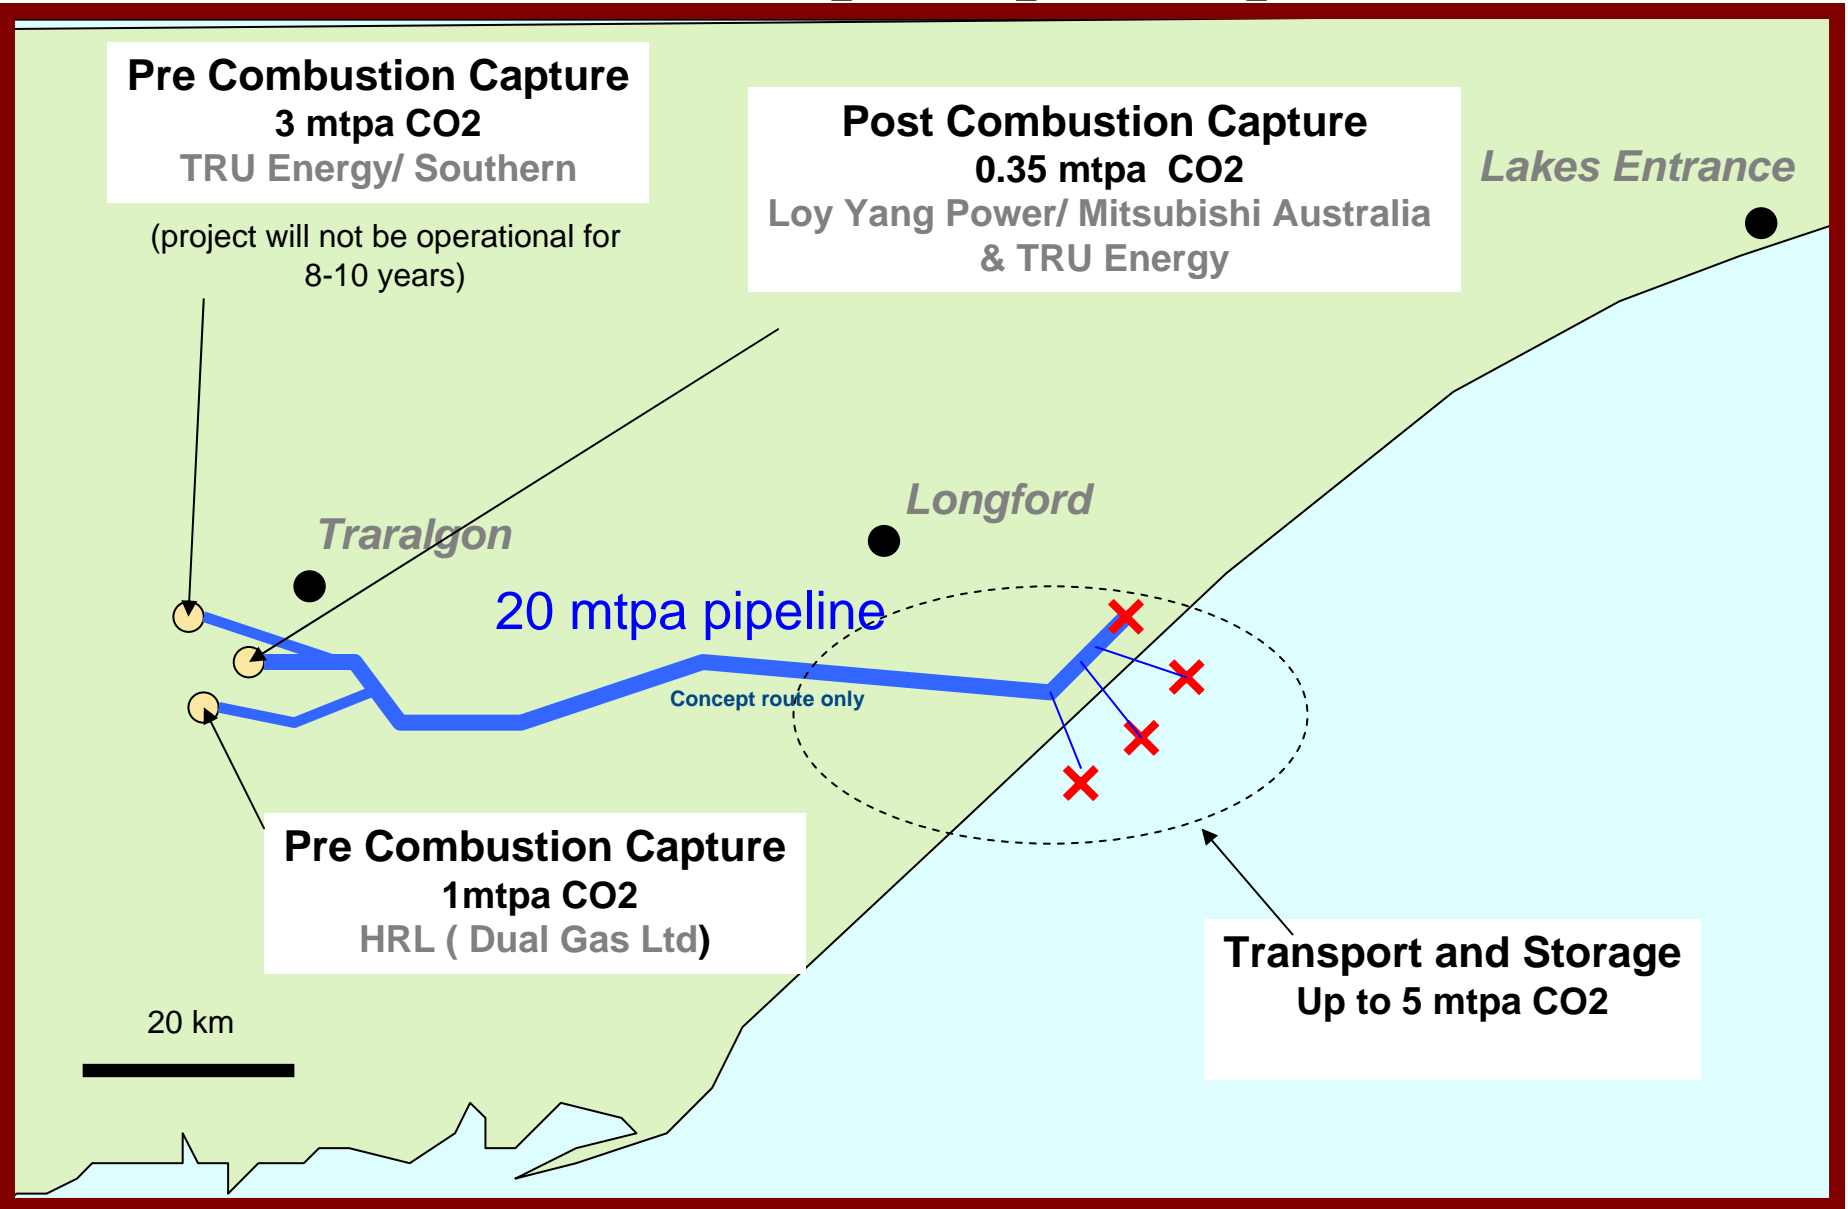 Pre Combustion Capture
3 mtpa CO2
TRU Energy/ Southern
(project will not be operational for
8-10 years)
Post Combustion Capture
0.35 mtpa  CO2
Loy Yang Power/ Mitsubishi Australia
& TRU Energy
Lakes Entrance
Longford
Traralgon
20 mtpa pipeline
Concept route only
Pre Combustion Capture
1mtpa CO2
HRL ( Dual Gas Ltd)
Transport and Storage
Up to 5 mtpa CO2
20 km